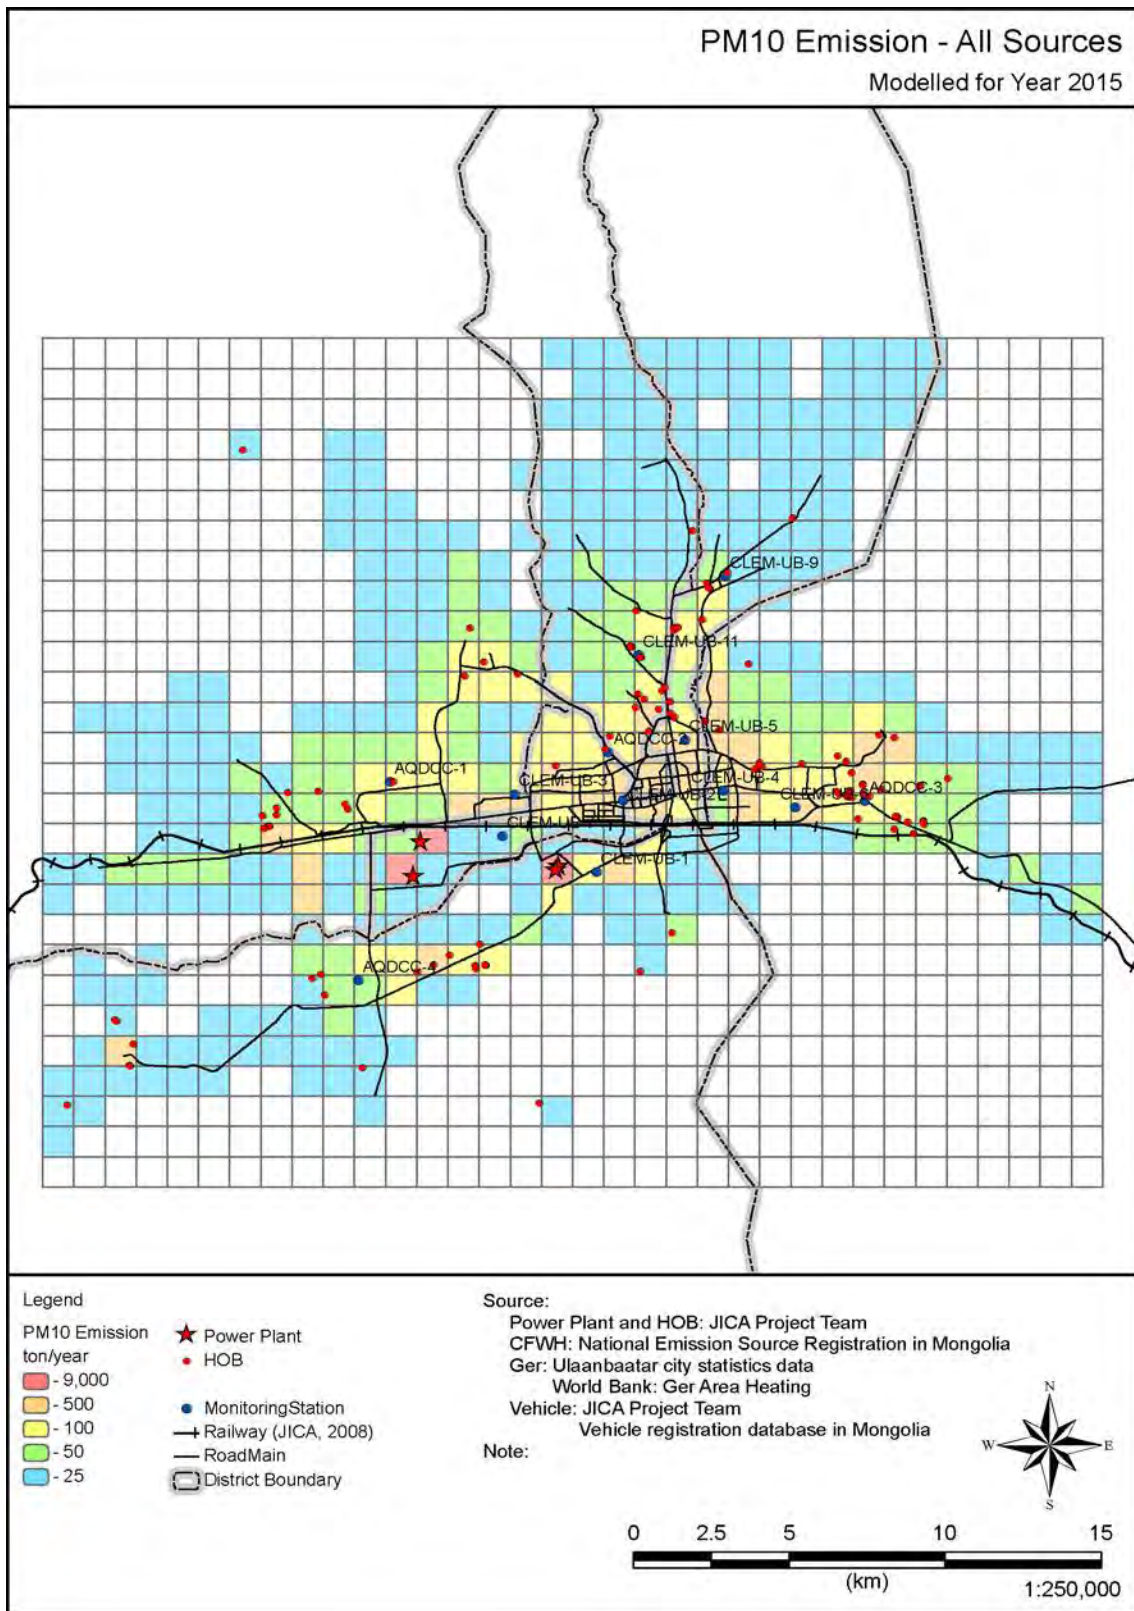 PM10 Emission - All Sources
Modelled for Year 2015
CLEM-UB-9
CLEM-UB-11
CLEM-UB-5
AQDCC-2
AQDCC-1
CLEM-UB-3
CLEM-UB-4
AQDCC-3
CLEM-UB-1
AQDCC-4
Legend
PM10 Emission
ton/year
- 9,000
- 500
- 100
- 50
- 25
Power Plant
HOB
MonitoringStation
Railway (JICA, 2008)
RoadMain
District Boundary
Source:
Power Plant and HOB: JICA Project Team
CFWH: National Emission Source Registration in Mongolia
Ger: Ulaanbaatar city statistics data
World Bank: Ger Area Heating
Vehicle: JICA Project Team
Vehicle registration database in Mongolia
Note:
N
W
E
S
0 2.5 5 10 15
(km)
1:250,000